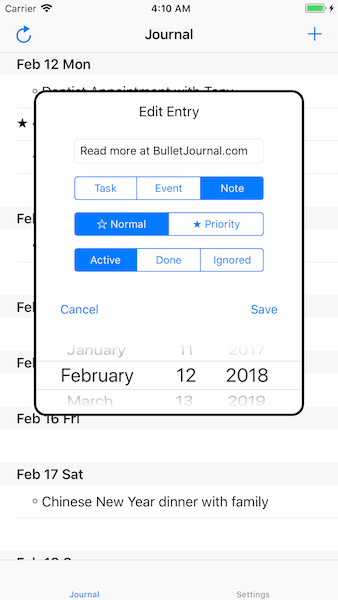 Carrier 4:10 AM
Journal
Feb 12 Mon
Dentist Appointment with Tony
★
Edit Entry
Read more at BulletJournal.com
Task Event Note
☆ Normal ★ Priority
Active Done Ignored
Cancel Save
January 11 2017
February 12 2018
March 13 2019
Feb
Feb
Feb
Feb 16 Fri
Feb 17 Sat
Chinese New Year dinner with family
Feb 18
Journal Settings